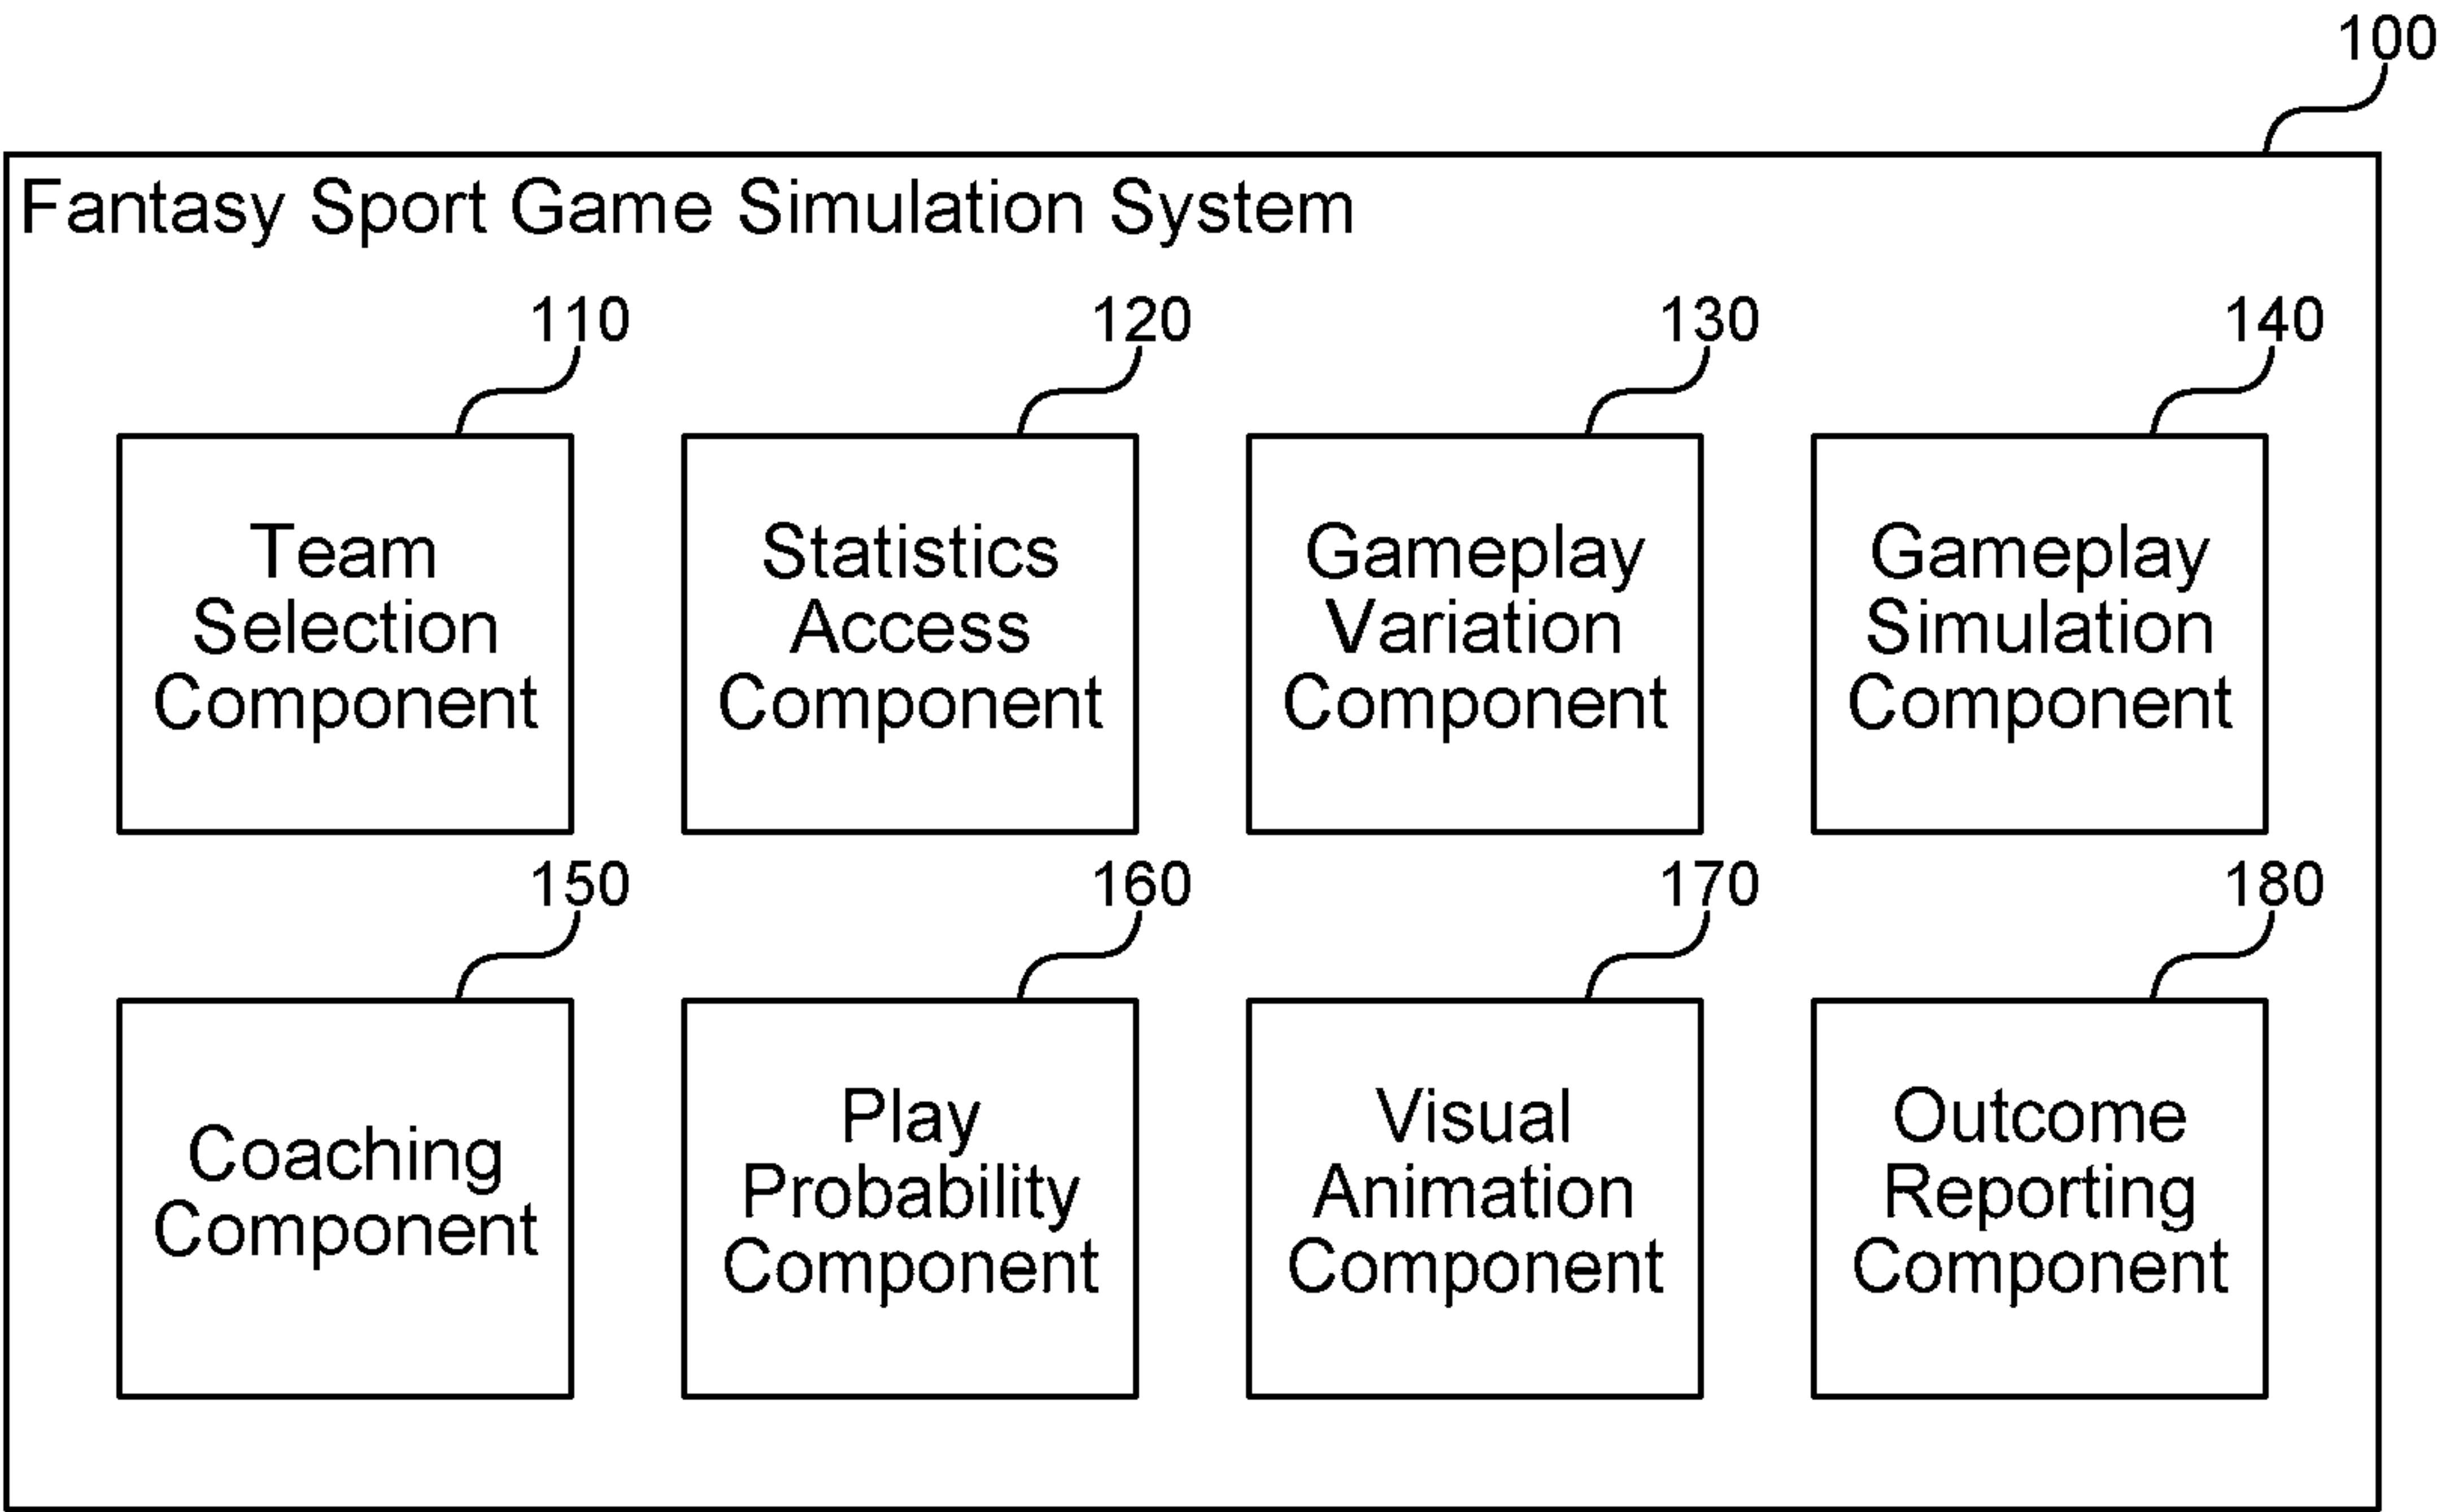 100
Fantasy Sport Game Simulation System
110
120
130
140
Team
Selection
Component
Statistics
Access
Component
Gameplay
Variation
Component
Gameplay
Simulation
Component
150
160
170
180
Coaching
Component
Play
Probability
Component
Visual
Animation
Component
Outcome
Reporting
Component